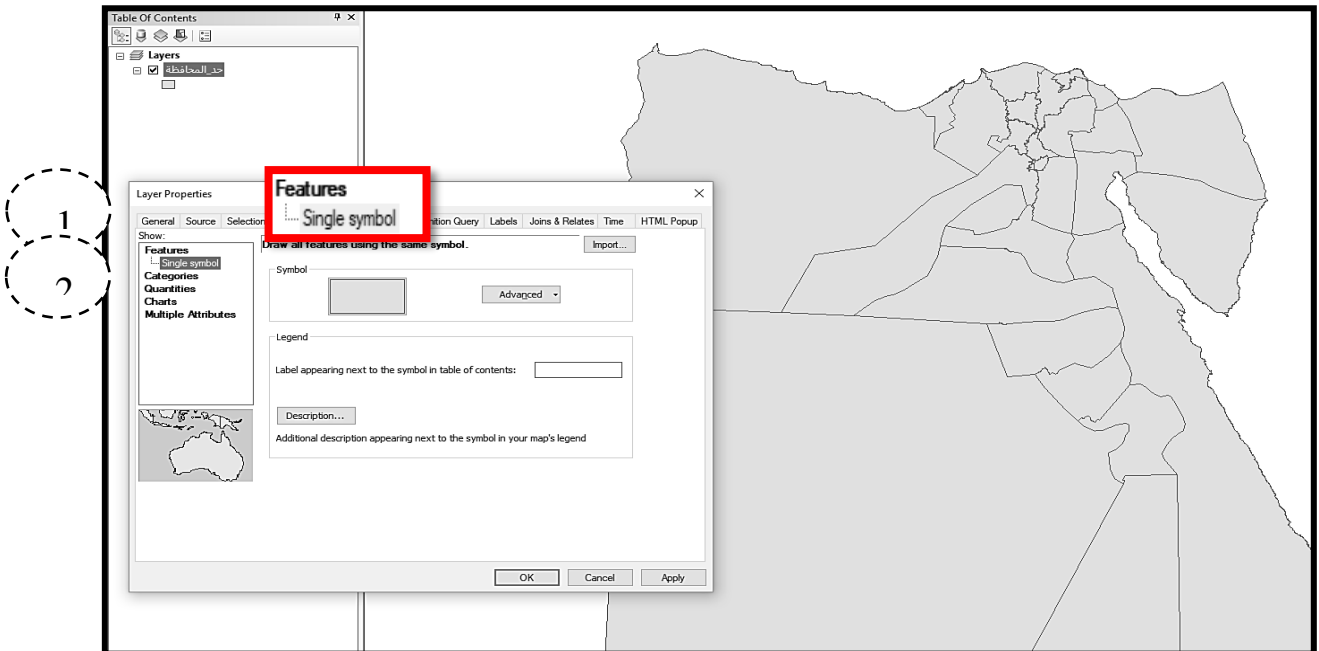 Table Of Contents
Layers
حد_المحافظة
Features
Single symbol
1
2
Layer Properties
General Source Selection nition Query Labels Joins & Relates Time HTML Popup
Show:
Features
Single symbol
Categories
Quantities
Charts
Multiple Attributes
Draw all features using the same symbol.
Import...
Symbol
Advanced
Legend
Label appearing next to the symbol in table of contents:
Description...
Additional description appearing next to the symbol in your map's legend
OK Cancel Apply